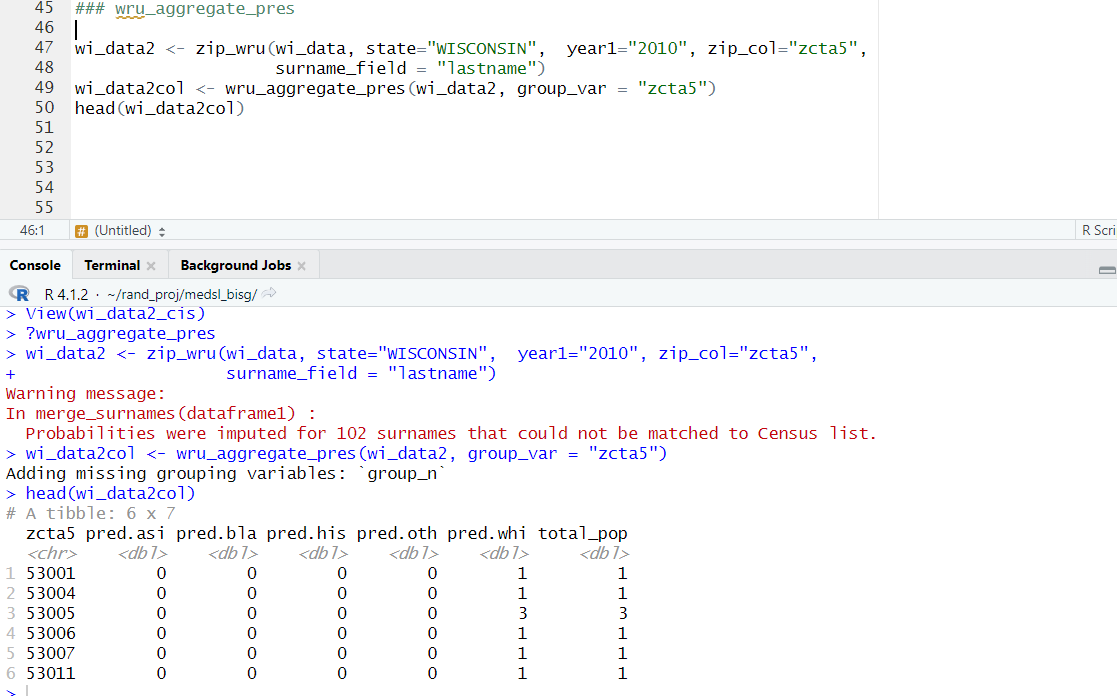 45 ### wru_aggregate_pres
46
47 wi_data2 <- zip_wru(wi_data, state="WISCONSIN",  year1="2010", zip_col="zcta5",
48                     surname_field = "lastname")
49 wi_data2col <- wru_aggregate_pres(wi_data2, group_var = "zcta5")
50 head(wi_data2col)
51
52
53
54
55
46:1 # (Untitled) R Scri
Console Terminal Background Jobs
R R 4.1.2 · ~/rand_proj/medsl_bisg/
> View(wi_data2_cis)
> ?wru_aggregate_pres
> wi_data2 <- zip_wru(wi_data, state="WISCONSIN",  year1="2010", zip_col="zcta5",
+                     surname_field = "lastname")
Warning message:
In merge_surnames(dataframe1) :
  Probabilities were imputed for 102 surnames that could not be matched to Census list.
> wi_data2col <- wru_aggregate_pres(wi_data2, group_var = "zcta5")
Adding missing grouping variables: `group_n`
> head(wi_data2col)
# A tibble: 6 x 7
  zcta5 pred.asi pred.bla pred.his pred.oth pred.whi total_pop
  <chr>    <dbl>    <dbl>    <dbl>    <dbl>    <dbl>     <dbl>
1 53001        0        0        0        0        1         1
2 53004        0        0        0        0        1         1
3 53005        0        0        0        0        3         3
4 53006        0        0        0        0        1         1
5 53007        0        0        0        0        1         1
6 53011        0        0        0        0        1         1
>